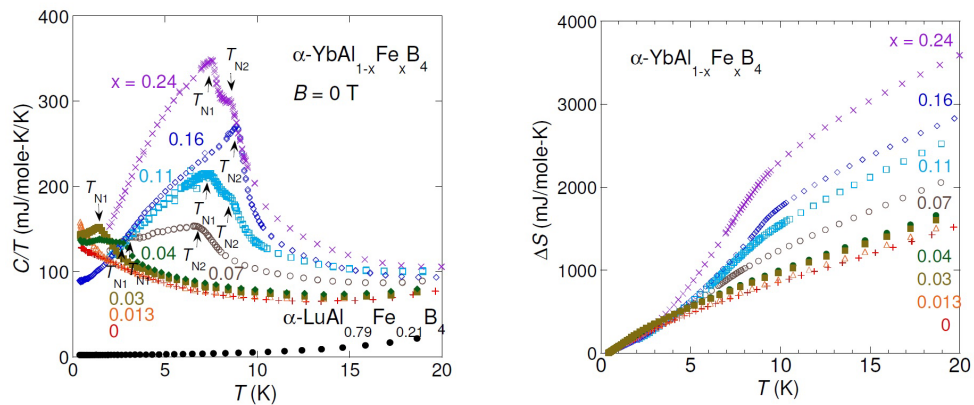 400
300
200
100
0
C/T (mJ/mole-K/K)
0 5 10 15 20
T (K)
α-YbAl1-xFexB4
B = 0 T
x = 0.24
TN2
TN1
0.16
TN2
0.11
TN1
TN1
TN2
TN2
0.07
0.04
TN1
TN1
0.03
0.013
0
α-LuAl0.79Fe0.21B4
4000
3000
2000
1000
0
ΔS (mJ/mole-K)
0 5 10 15 20
T (K)
α-YbAl1-xFexB4
x = 0.24
0.16
0.11
0.07
0.04
0.03
0.013
0